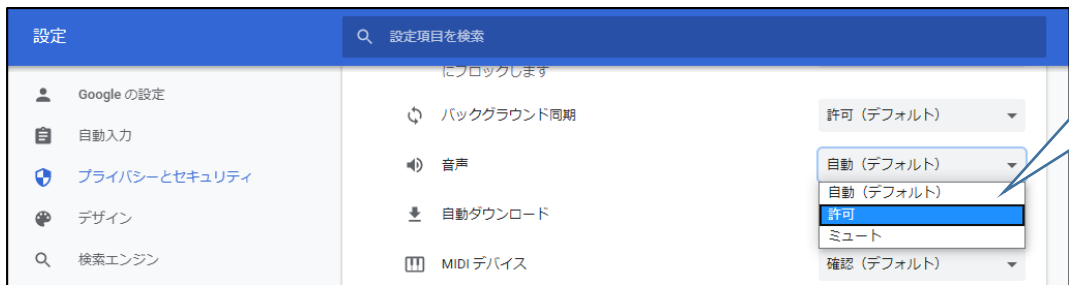 設定
設定項目を検索
にブロックします
Google の設定
バックグラウンド同期
許可（デフォルト）
自動入力
音声
自動（デフォルト）
プライバシーとセキュリティ
自動（デフォルト）
許可
ミュート
デザイン
自動ダウンロード
検索エンジン
MIDI デバイス
確認（デフォルト）